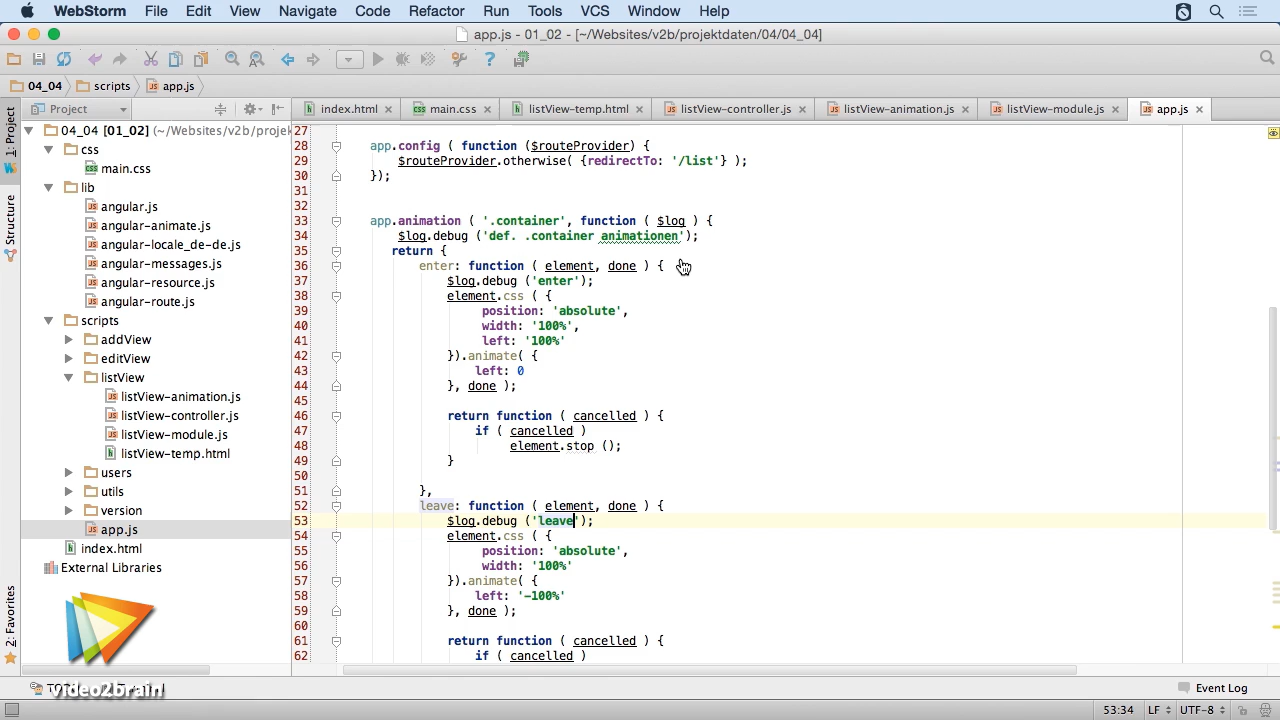 WebStorm File Edit View Navigate Code Refactor Run Tools VCS Window Help
app.js - 01_02 - [~/Websites/v2b/projektdaten/04/04_04]
04_04 scripts app.js
Project index.html main.css listView-temp.html listView-controller.js listView-animation.js listView-module.js app.js
1: Project
Structure
2: Favorites
04_04 [01_02] (~/Websites/v2b/projek
css
main.css
lib
angular.js
angular-animate.js
angular-locale_de-de.js
angular-messages.js
angular-resource.js
angular-route.js
scripts
addView
editView
listView
listView-animation.js
listView-controller.js
listView-module.js
listView-temp.html
users
utils
version
app.js
index.html
External Libraries
27
28 app.config ( function ($routeProvider) {
29 $routeProvider.otherwise( {redirectTo: '/list'} );
30 });
31
32
33 app.animation ( '.container', function ( $log ) {
34 $log.debug ('def. .container animationen');
35 return {
36 enter: function ( element, done ) {
37 $log.debug ('enter');
38 element.css ( {
39 position: 'absolute',
40 width: '100%',
41 left: '100%'
42 }).animate( {
43 left: 0
44 }, done );
45
46 return function ( cancelled ) {
47 if ( cancelled )
48 element.stop ();
49 }
50
51 },
52 leave: function ( element, done ) {
53 $log.debug ('leave');
54 element.css ( {
55 position: 'absolute',
56 width: '100%'
57 }).animate( {
58 left: '-100%'
59 }, done );
60
61 return function ( cancelled ) {
62 if ( cancelled )
video2brain
Event Log
53:34 LF UTF-8